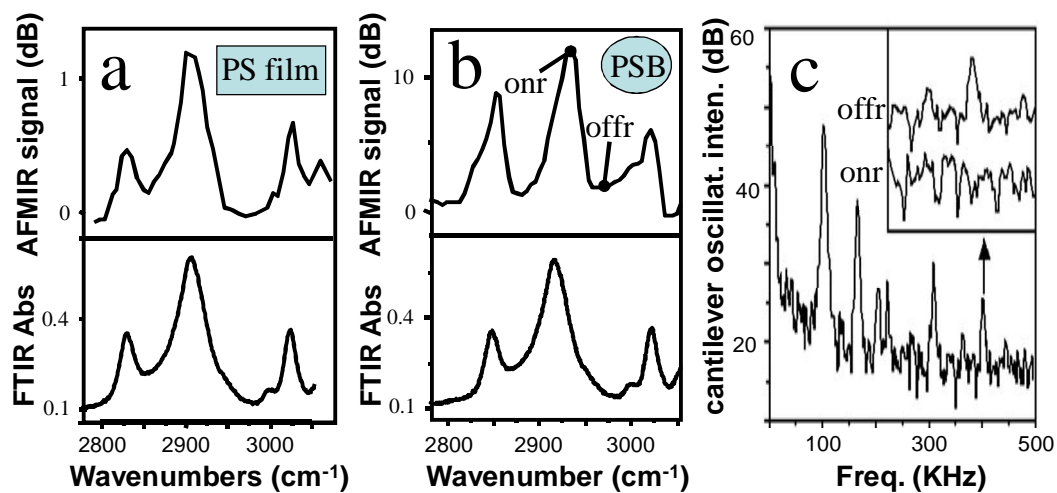 a
PS film
AFMIR signal (dB)
1
0
FTIR Abs
0.4
0.1
2800 2900 3000
Wavenumbers (cm-1)
b
PSB
onr
offr
AFMIR signal (dB)
10
0
FTIR Abs
0.4
0.1
2800 2900 3000
Wavenumber (cm-1)
c
offr
onr
cantilever oscillat. inten. (dB)
60
40
20
100 300 500
Freq. (KHz)